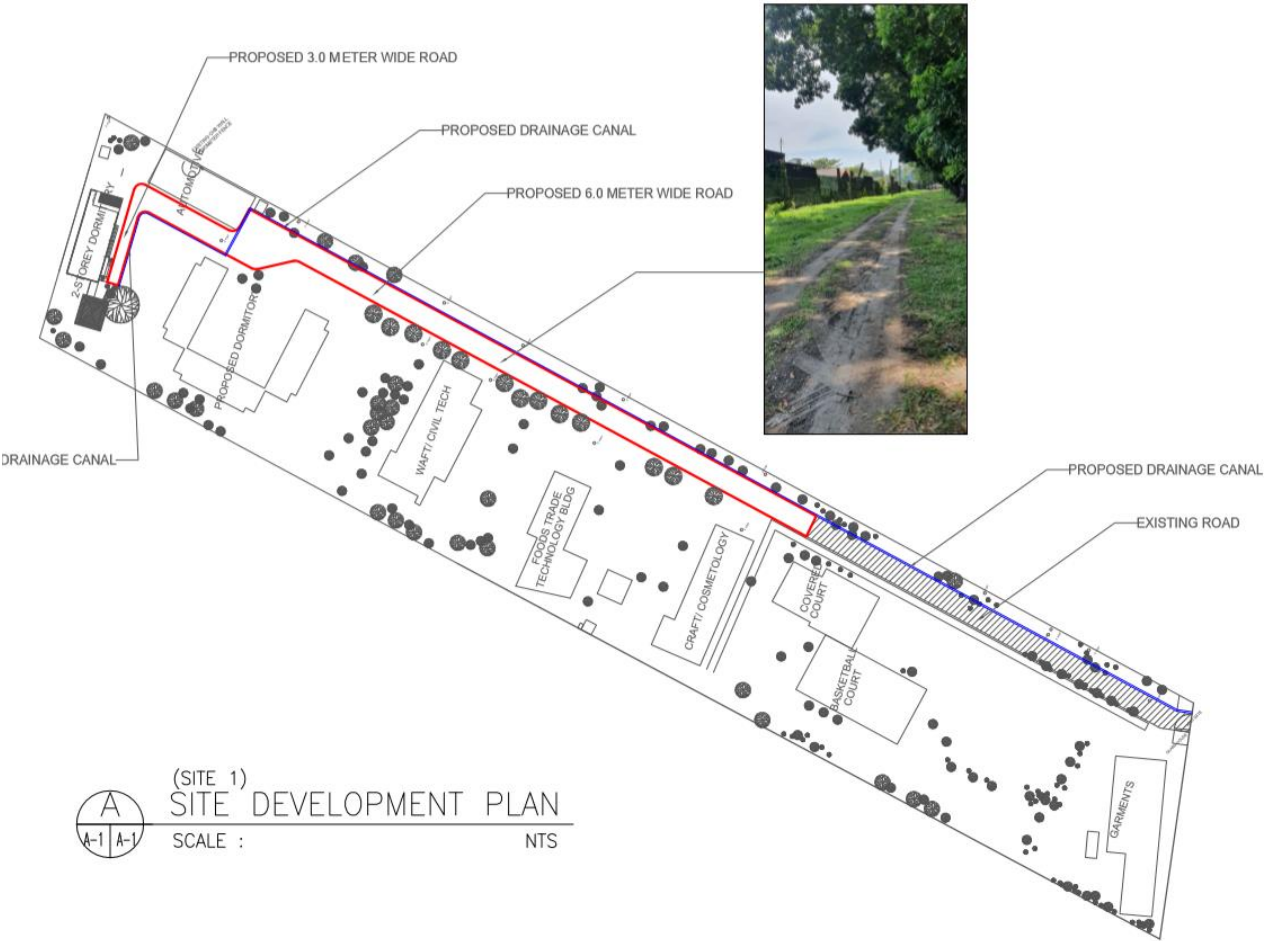 PROPOSED 3.0 METER WIDE ROAD
PROPOSED DRAINAGE CANAL
PROPOSED 6.0 METER WIDE ROAD
AUTOMOTIVE
2-STOREY DORMITORY
PROPOSED DORMITORY
DRAINAGE CANAL
WAFT/ CIVIL TECH
FOODS TRADE
TECHNOLOGY BLDG
CRAFT/ COSMETOLOGY
COVERED
COURT
BASKETBALL
COURT
PROPOSED DRAINAGE CANAL
EXISTING ROAD
GARMENTS
(SITE 1)
A
SITE DEVELOPMENT PLAN
A-1 A-1
SCALE : NTS